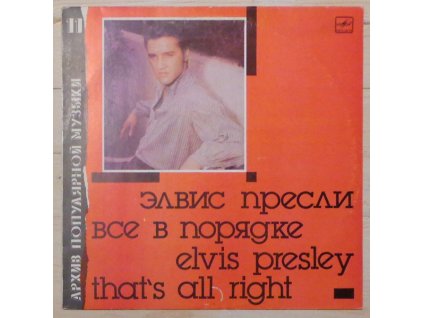 11
АРХИВ ПОПУЛЯРНОЙ МУЗЫКИ
элвис пресли
все в порядке
elvis presley
that's all right